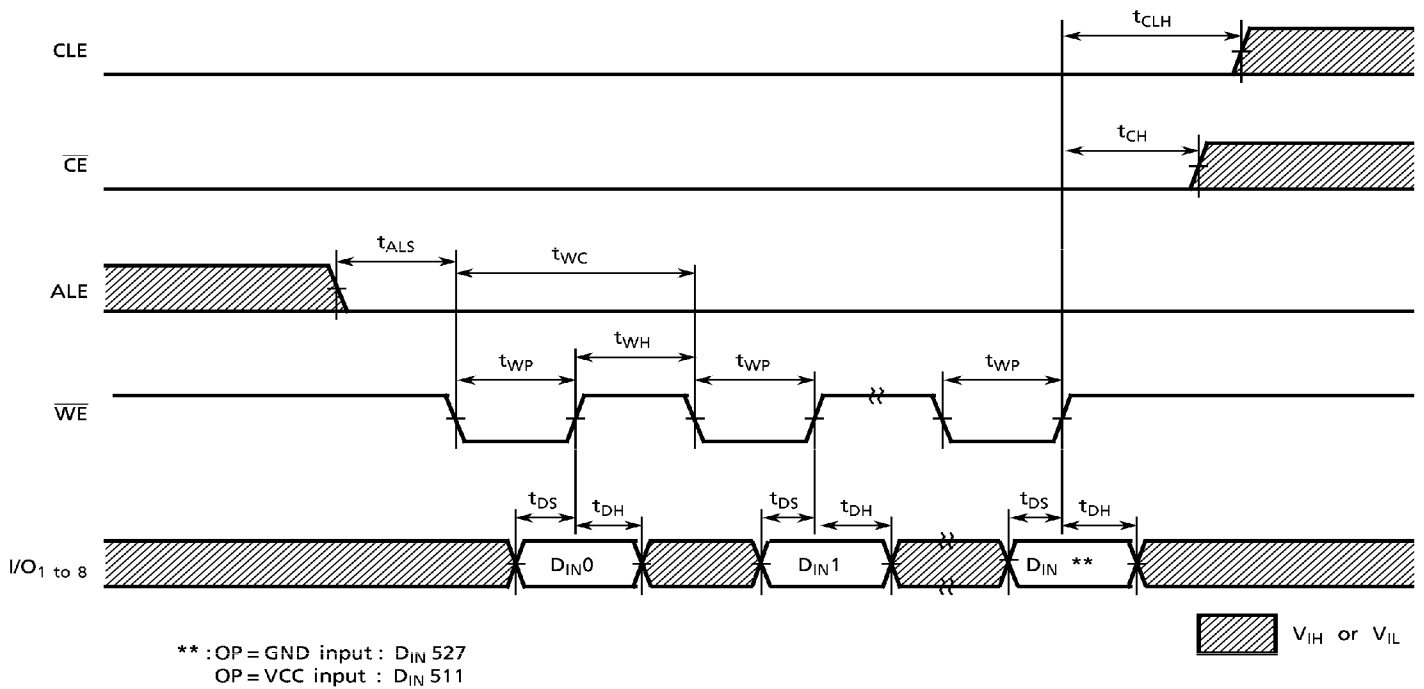 CLE
tCLH
CE
tCH
ALE
tALS
tWC
WE
tWP
tWH
tWP
tWP
I/O1 to 8
tDS
tDH
tDS
tDH
tDS
tDH
DIN0
DIN1
DIN **
** : OP = GND input : DIN 527
OP = VCC input : DIN 511
VIH or VIL